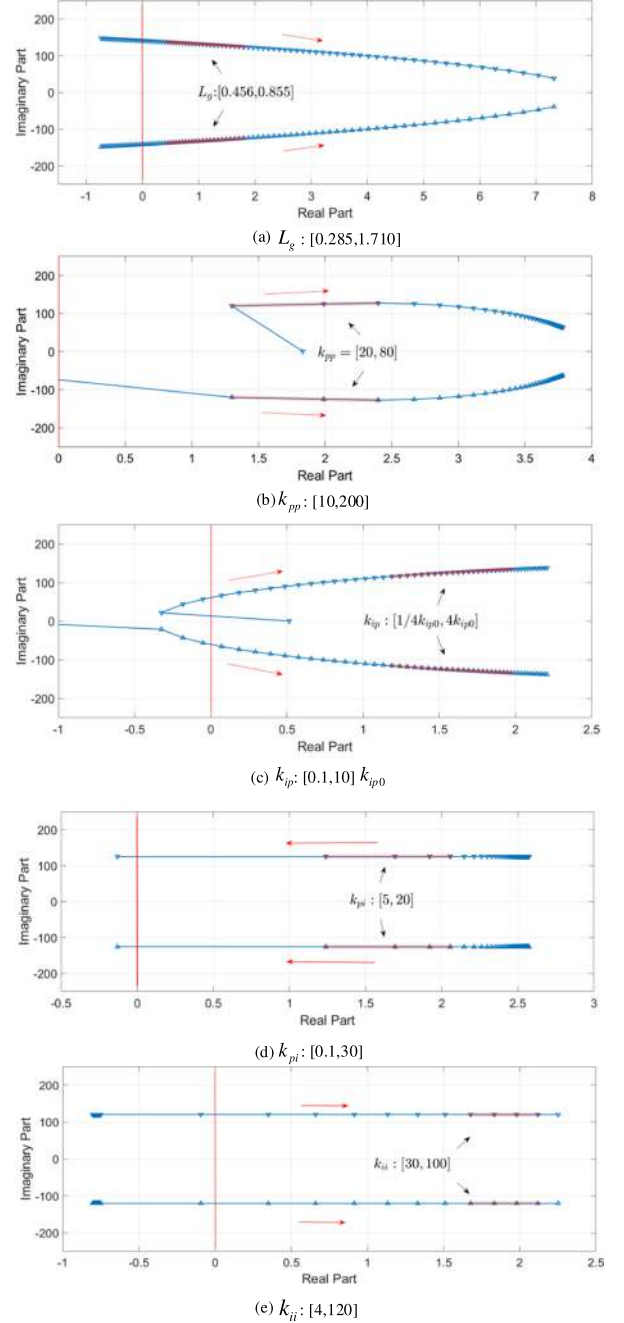 200
100
0
-100
-200
Imaginary Part
L_g:[0.456,0.855]
-1 0 1 2 3 4 5 6 7 8
Real Part
(a) L_g : [0.285,1.710]
200
100
0
-100
-200
Imaginary Part
k_pp = [20, 80]
0 0.5 1 1.5 2 2.5 3 3.5 4
Real Part
(b) k_pp : [10,200]
200
100
0
-100
-200
Imaginary Part
k_ip : [1/4k_ip0, 4k_ip0]
-1 -0.5 0 0.5 1 1.5 2 2.5
Real Part
(c) k_ip : [0.1,10] k_ip0
200
100
0
-100
-200
Imaginary Part
k_pi : [5, 20]
-0.5 0 0.5 1 1.5 2 2.5 3
Real Part
(d) k_pi : [0.1,30]
200
100
0
-100
-200
Imaginary Part
k_ii : [30, 100]
-1 -0.5 0 0.5 1 1.5 2 2.5
Real Part
(e) k_ii : [4,120]